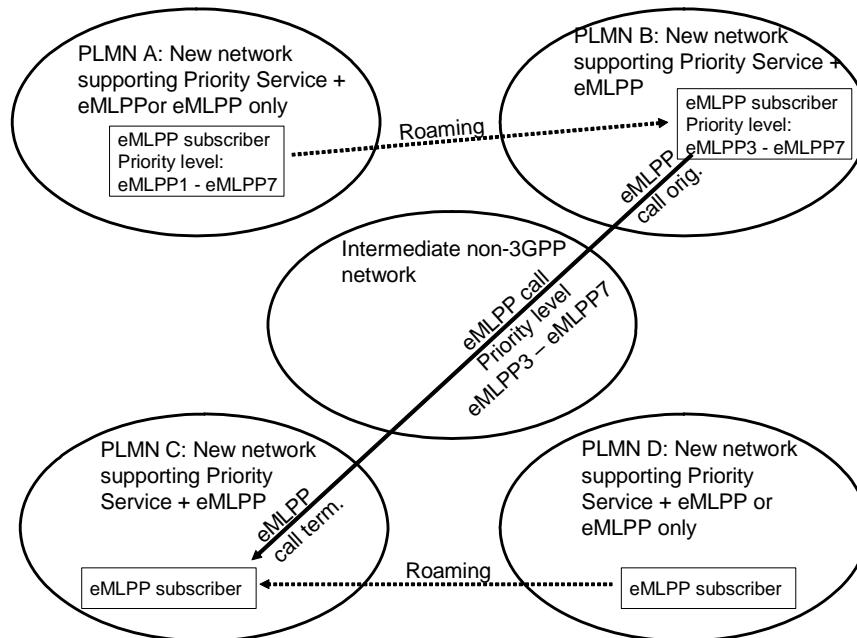 PLMN A: New network
supporting Priority Service +
eMLPPor eMLPP only
eMLPP subscriber
Priority level:
eMLPP1 - eMLPP7
Roaming
PLMN B: New network
supporting Priority Service +
eMLPP
eMLPP subscriber
Priority level:
eMLPP3 - eMLPP7
eMLPP
call orig.
Intermediate non-3GPP
network
eMLPP call
Priority level
eMLPP3 – eMLPP7
PLMN C: New network
supporting Priority
Service + eMLPP
eMLPP
call term.
eMLPP subscriber
Roaming
PLMN D: New network
supporting Priority
Service + eMLPP or
eMLPP only
eMLPP subscriber